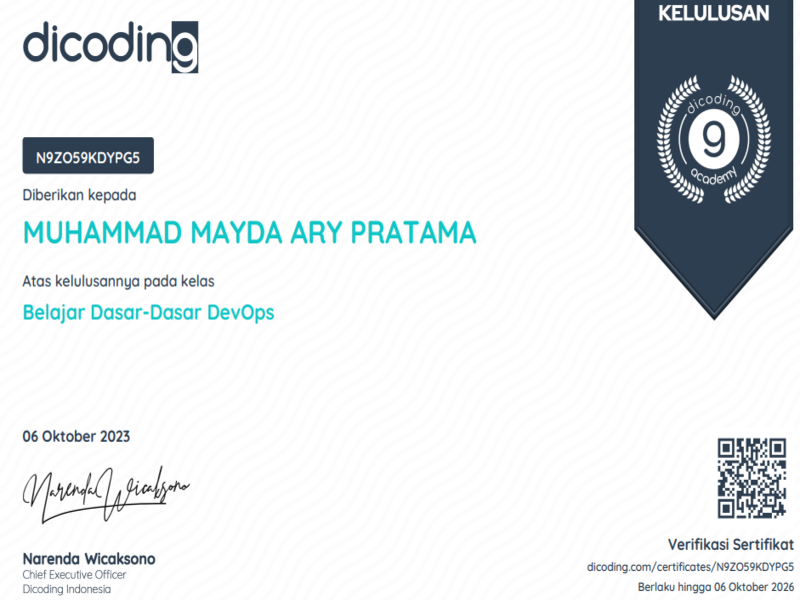 dicoding
KELULUSAN
dicoding
9
academy
N9ZO59KDYPG5
Diberikan kepada
MUHAMMAD MAYDA ARY PRATAMA
Atas kelulusannya pada kelas
Belajar Dasar-Dasar DevOps
06 Oktober 2023
Narenda Wicaksono
Narenda Wicaksono
Chief Executive Officer
Dicoding Indonesia
Verifikasi Sertifikat
dicoding.com/certificates/N9ZO59KDYPG5
Berlaku hingga 06 Oktober 2026